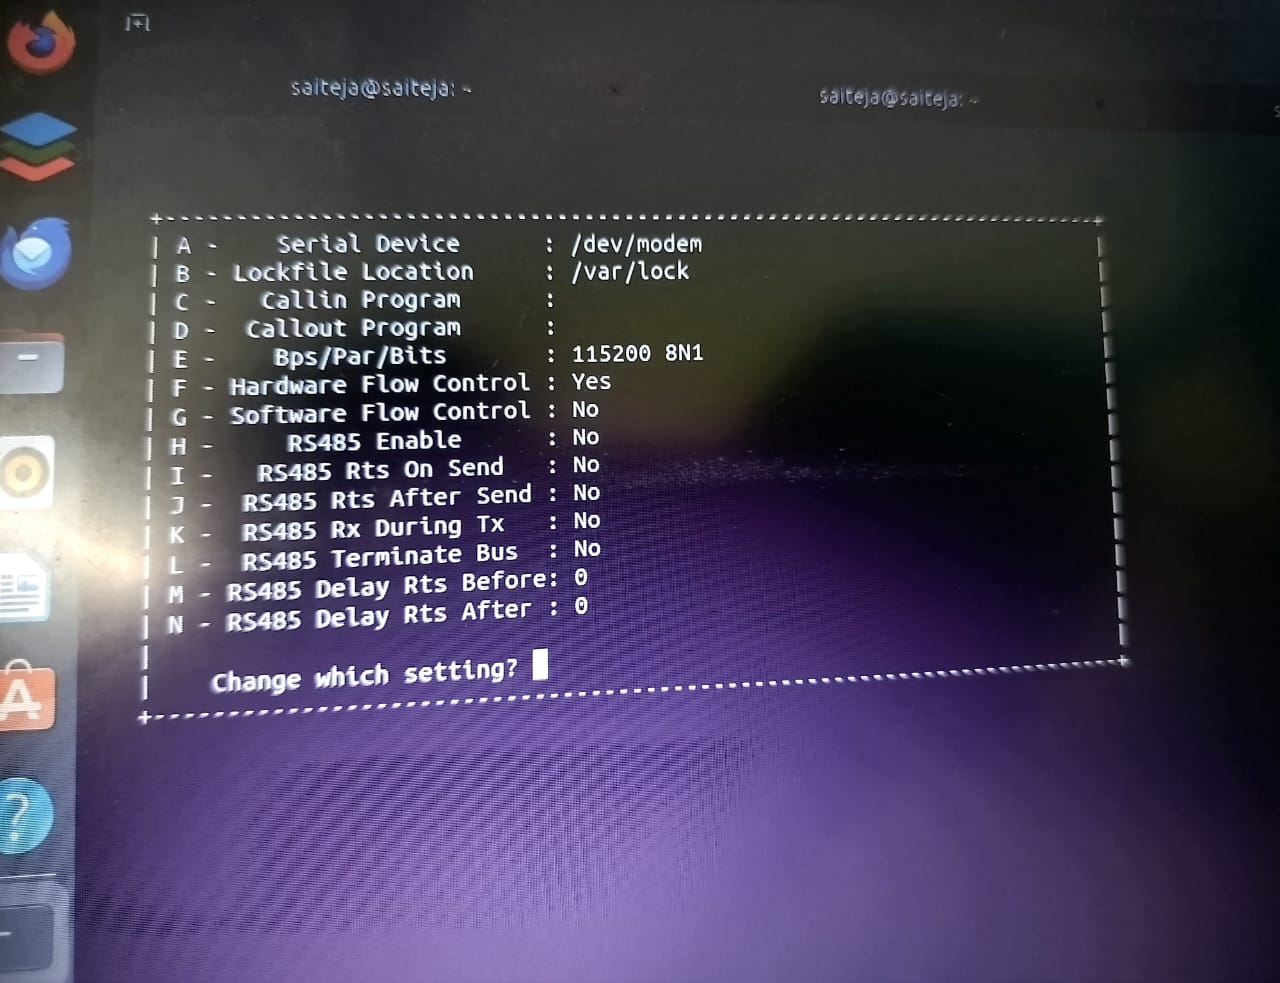 saiteja@saiteja: ~
saiteja@saiteja: ~
A - Serial Device : /dev/modem
B - Lockfile Location : /var/lock
C - Callin Program :
D - Callout Program :
E - Bps/Par/Bits : 115200 8N1
F - Hardware Flow Control : Yes
G - Software Flow Control : No
H - RS485 Enable : No
I - RS485 Rts On Send : No
J - RS485 Rts After Send : No
K - RS485 Rx During Tx : No
L - RS485 Terminate Bus : No
M - RS485 Delay Rts Before: 0
N - RS485 Delay Rts After : 0
Change which setting?